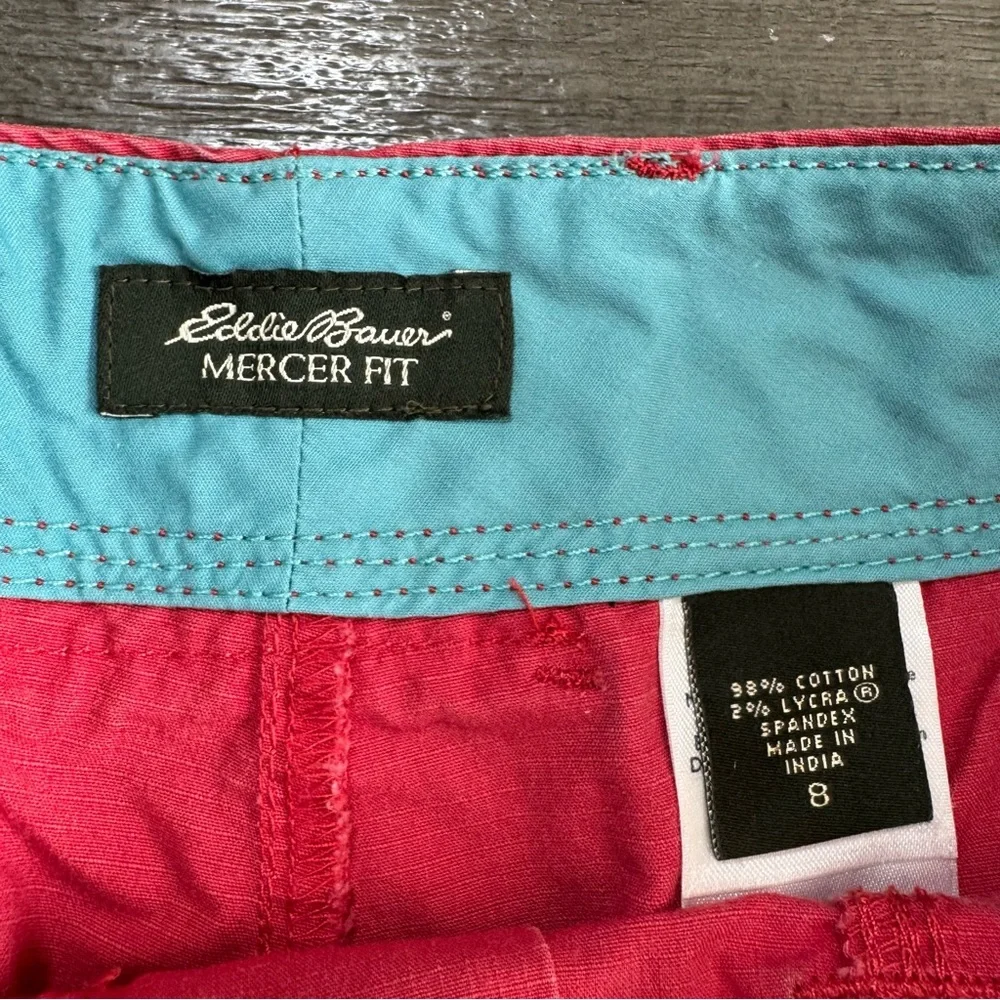 Eddie Bauer®
MERCER FIT
98% COTTON
2% LYCRA®
SPANDEX
MADE IN
INDIA
8